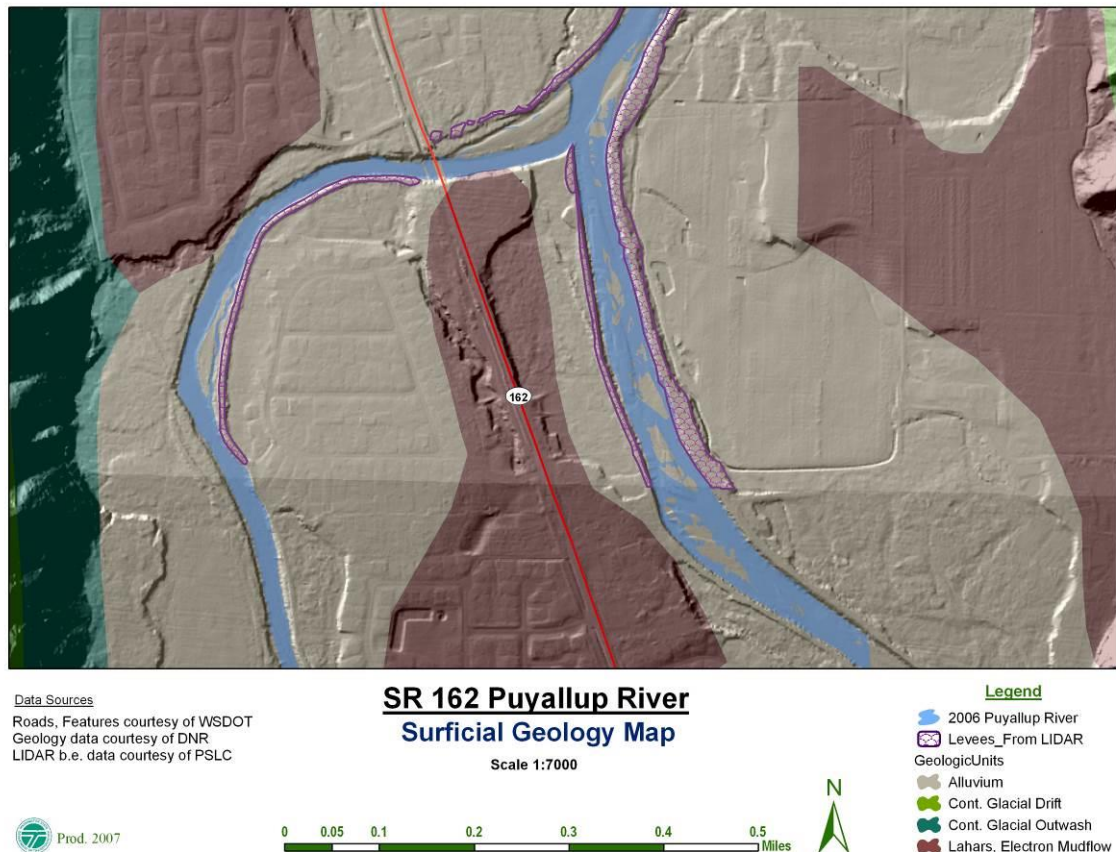 162
Data Sources
Roads, Features courtesy of WSDOT
Geology data courtesy of DNR
LIDAR b.e. data courtesy of PSLC
Prod. 2007
SR 162 Puyallup River
Surficial Geology Map
Scale 1:7000
0 0.05 0.1 0.2 0.3 0.4 0.5
Miles
N
Legend
2006 Puyallup River
Levees_From LIDAR
GeologicUnits
Alluvium
Cont. Glacial Drift
Cont. Glacial Outwash
Lahars, Electron Mudflow